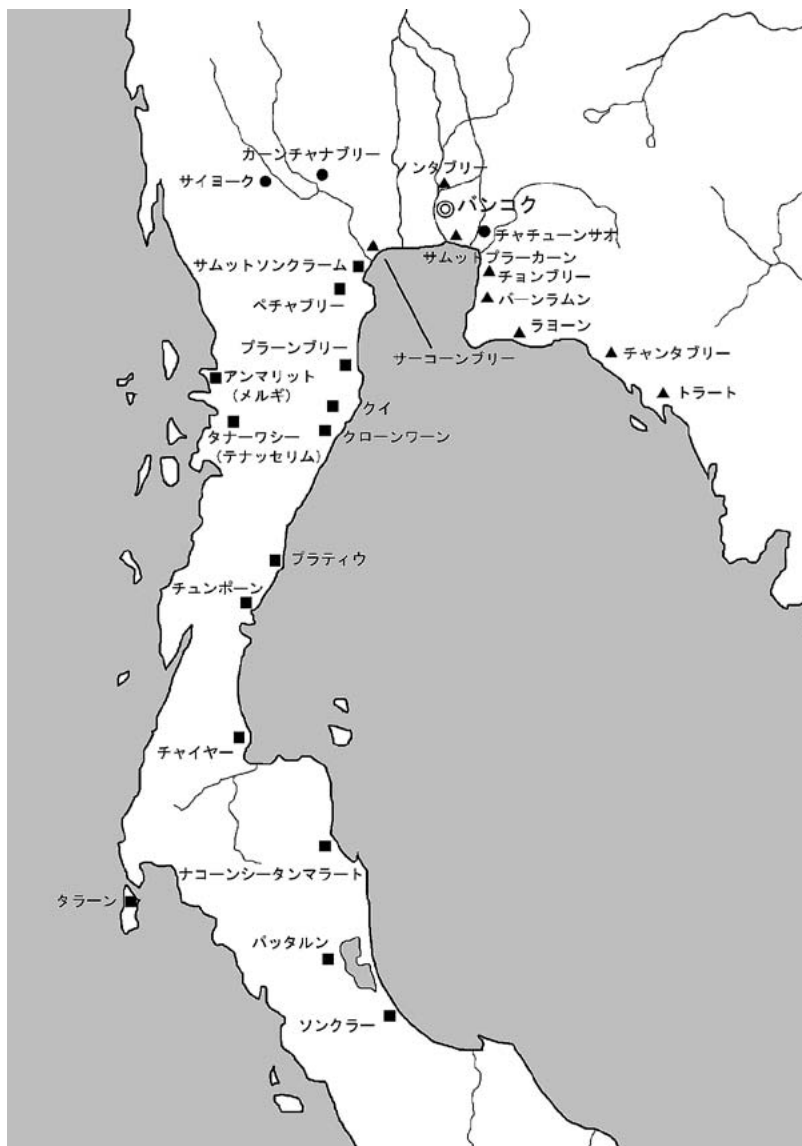 カーンチャナブリー
ノンタブリー
サイヨーク
バンコク
チャチューンサオ
サムットプラーカーン
サムットソンクラーム
チョンブリー
ペチャブリー
バーンラムン
ラヨーン
プラーンブリー
サーコーンブリー
チャンタブリー
アンマリット
（メルギ）
トラート
クイ
タナーワシー
（テナッセリム）
クローンワーン
プラティウ
チュンポーン
チャイヤー
ナコーンシータンマラート
タラーン
パッタルン
ソンクラー